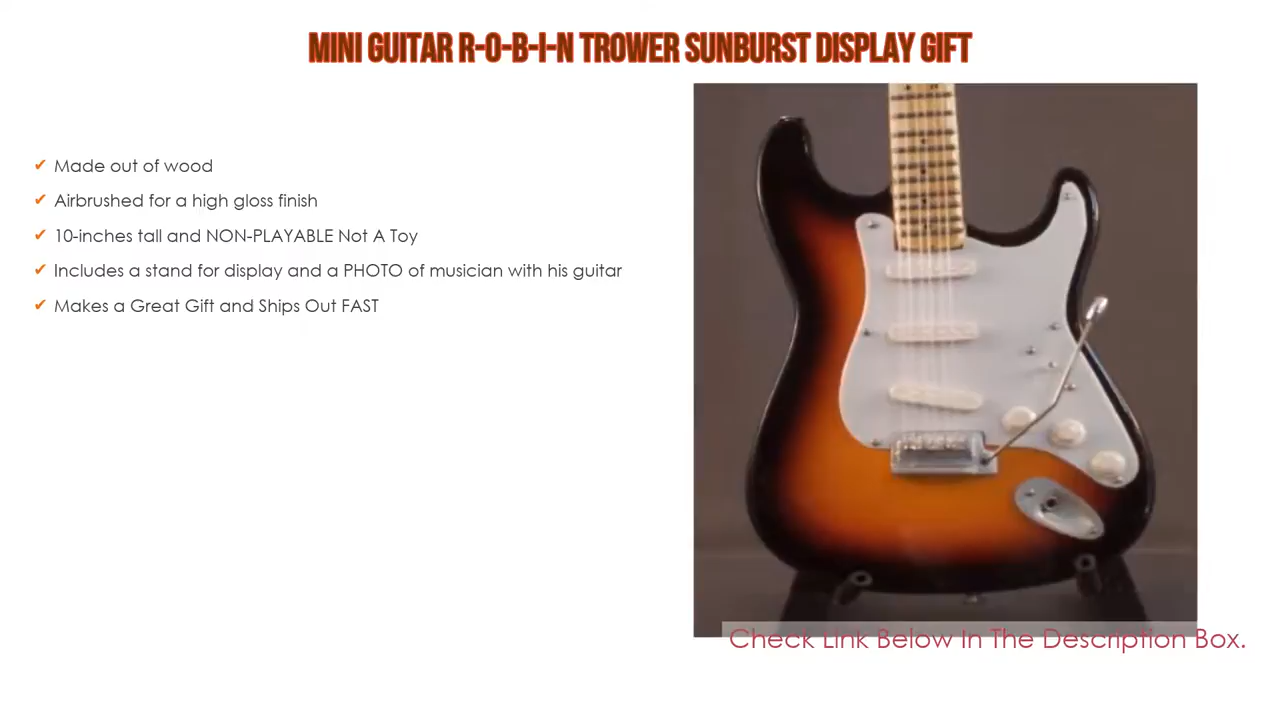 MINI GUITAR R-O-B-I-N TROWER SUNBURST DISPLAY GIFT
✔ Made out of wood
✔ Airbrushed for a high gloss finish
✔ 10-inches tall and NON-PLAYABLE Not A Toy
✔ Includes a stand for display and a PHOTO of musician with his guitar
✔ Makes a Great Gift and Ships Out FAST
Check Link Below In The Description Box.